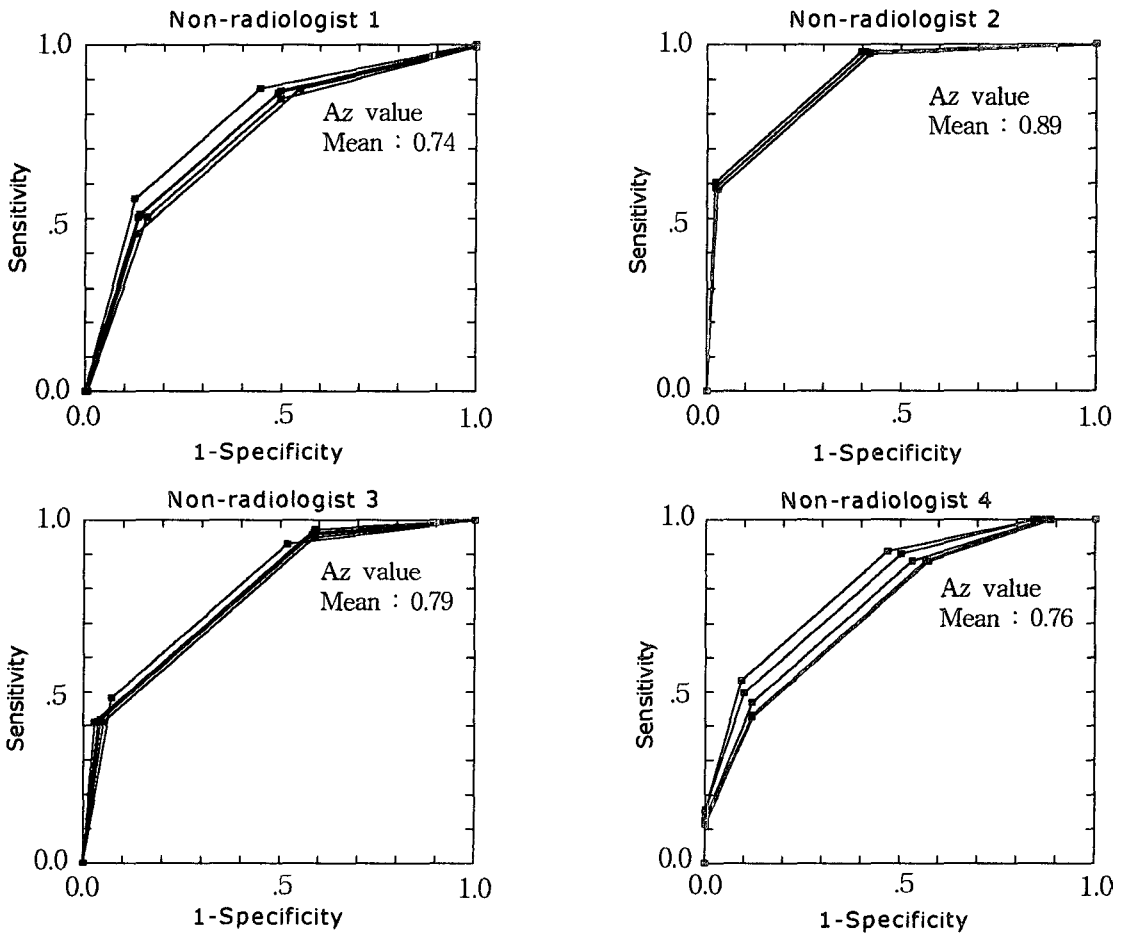 Non-radiologist 1
1.0
Az value
Mean : 0.74
Sensitivity
.5
0.0
0.0
.5
1.0
1-Specificity
Non-radiologist 2
1.0
Az value
Mean : 0.89
Sensitivity
.5
0.0
0.0
.5
1.0
1-Specificity
Non-radiologist 3
1.0
Az value
Mean : 0.79
Sensitivity
.5
0.0
0.0
.5
1.0
1-Specificity
Non-radiologist 4
1.0
Az value
Mean : 0.76
Sensitivity
.5
0.0
0.0
.5
1.0
1-Specificity